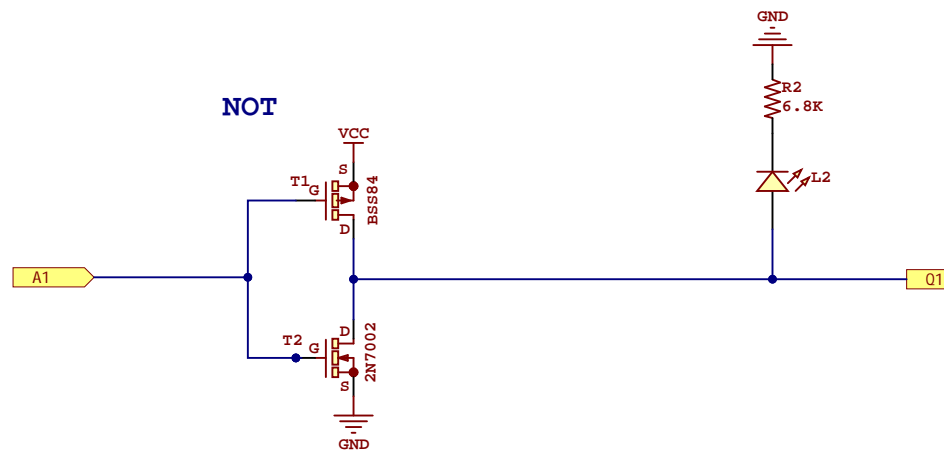 GND
R2
6.8K
NOT
VCC
S
T1
G
BSS84
L2
D
A1
Q1
D
T2
G
2N7002
S
GND